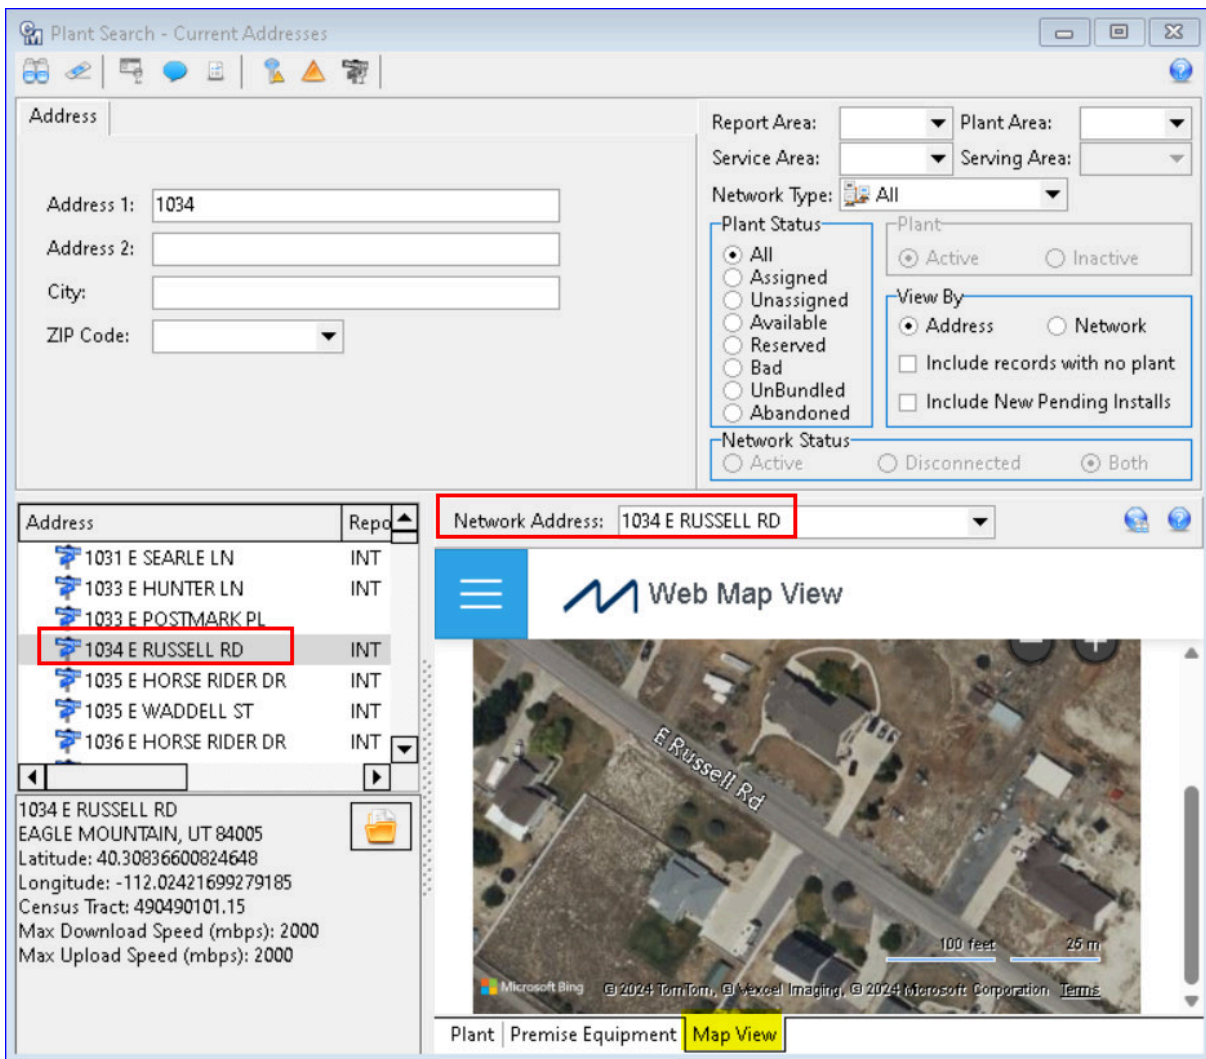 Plant Search - Current Addresses
Address
Address 1: 1034
Address 2:
City:
ZIP Code:
Report Area: Plant Area:
Service Area: Serving Area:
Network Type: All
Plant Status
All
Assigned
Unassigned
Available
Reserved
Bad
UnBundled
Abandoned
Plant
Active Inactive
View By
Address Network
Include records with no plant
Include New Pending Installs
Network Status
Active Disconnected Both
Address Repo
1031 E SEARLE LN INT
1033 E HUNTER LN INT
1033 E POSTMARK PL
1034 E RUSSELL RD INT
1035 E HORSE RIDER DR INT
1035 E WADDELL ST INT
1036 E HORSE RIDER DR INT
1034 E RUSSELL RD
EAGLE MOUNTAIN, UT 84005
Latitude: 40.30836600824648
Longitude: -112.02421699279185
Census Tract: 490490101.15
Max Download Speed (mbps): 2000
Max Upload Speed (mbps): 2000
Network Address: 1034 E RUSSELL RD
Web Map View
E Russell Rd
100 feet 25 m
Microsoft Bing © 2024 TomTom, © Vexcel Imaging, © 2024 Microsoft Corporation Terms
Plant Premise Equipment Map View